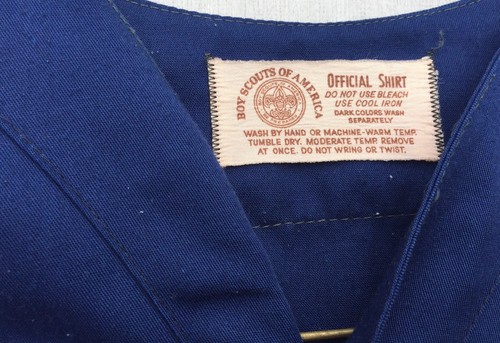 BOY SCOUTS OF AMERICA
OFFICIAL SHIRT
DO NOT USE BLEACH
USE COOL IRON
DARK COLORS WASH
SEPARATELY
WASH BY HAND OR MACHINE-WARM TEMP.
TUMBLE DRY. MODERATE TEMP. REMOVE
AT ONCE. DO NOT WRING OR TWIST.